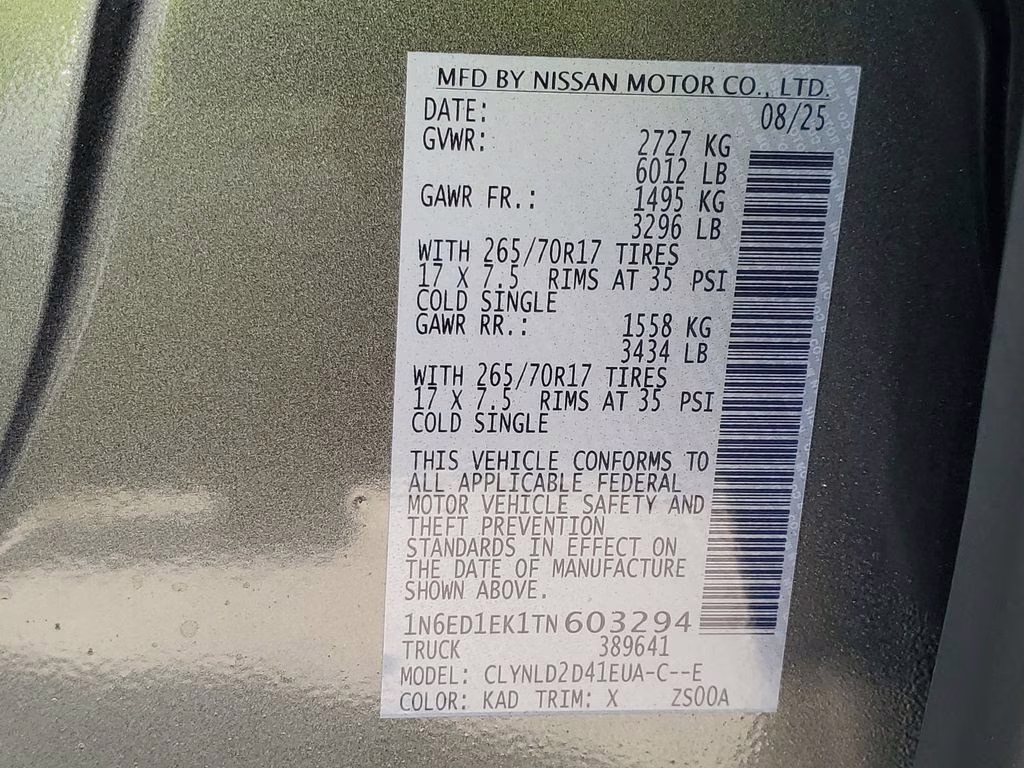 MFD BY NISSAN MOTOR CO., LTD.
DATE: 08/25
GVWR: 2727 KG
6012 LB
GAWR FR.: 1495 KG
3296 LB
WITH 265/70R17 TIRES
17 X 7.5 RIMS AT 35 PSI
COLD SINGLE
GAWR RR.: 1558 KG
3434 LB
WITH 265/70R17 TIRES
17 X 7.5 RIMS AT 35 PSI
COLD SINGLE
THIS VEHICLE CONFORMS TO
ALL APPLICABLE FEDERAL
MOTOR VEHICLE SAFETY AND
THEFT PREVENTION
STANDARDS IN EFFECT ON
THE DATE OF MANUFACTURE
SHOWN ABOVE.
1N6ED1EK1TN603294
TRUCK 389641
MODEL: CLYNLD2D41EUA-C--E
COLOR: KAD TRIM: X ZS00A